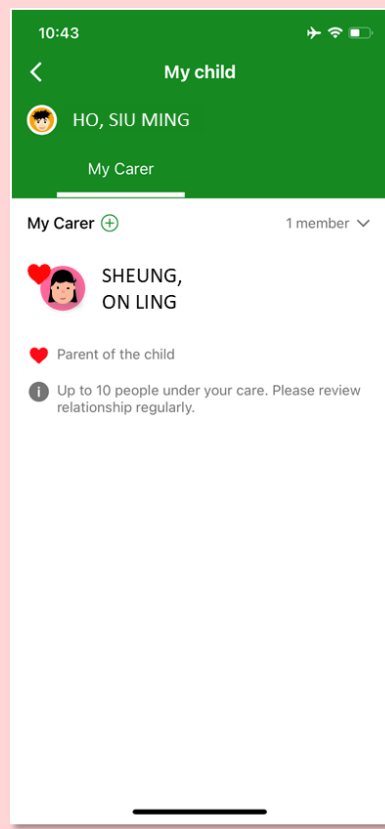 10:43
My child
HO, SIU MING
My Carer
My Carer
1 member
SHEUNG,
ON LING
Parent of the child
Up to 10 people under your care. Please review
relationship regularly.